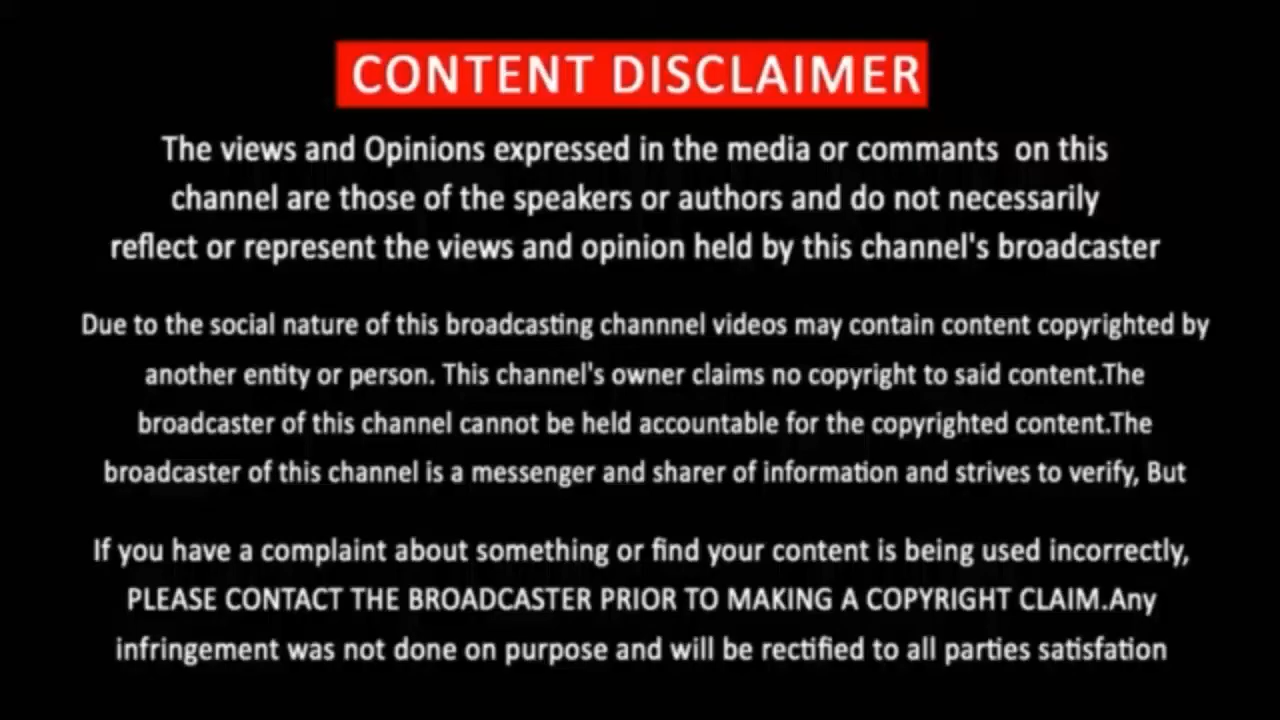 CONTENT DISCLAIMER
The views and Opinions expressed in the media or commants on this
channel are those of the speakers or authors and do not necessarily
reflect or represent the views and opinion held by this channel's broadcaster
Due to the social nature of this broadcasting channnel videos may contain content copyrighted by
another entity or person. This channel's owner claims no copyright to said content.The
broadcaster of this channel cannot be held accountable for the copyrighted content.The
broadcaster of this channel is a messenger and sharer of information and strives to verify, But
If you have a complaint about something or find your content is being used incorrectly,
PLEASE CONTACT THE BROADCASTER PRIOR TO MAKING A COPYRIGHT CLAIM.Any
infringement was not done on purpose and will be rectified to all parties satisfation